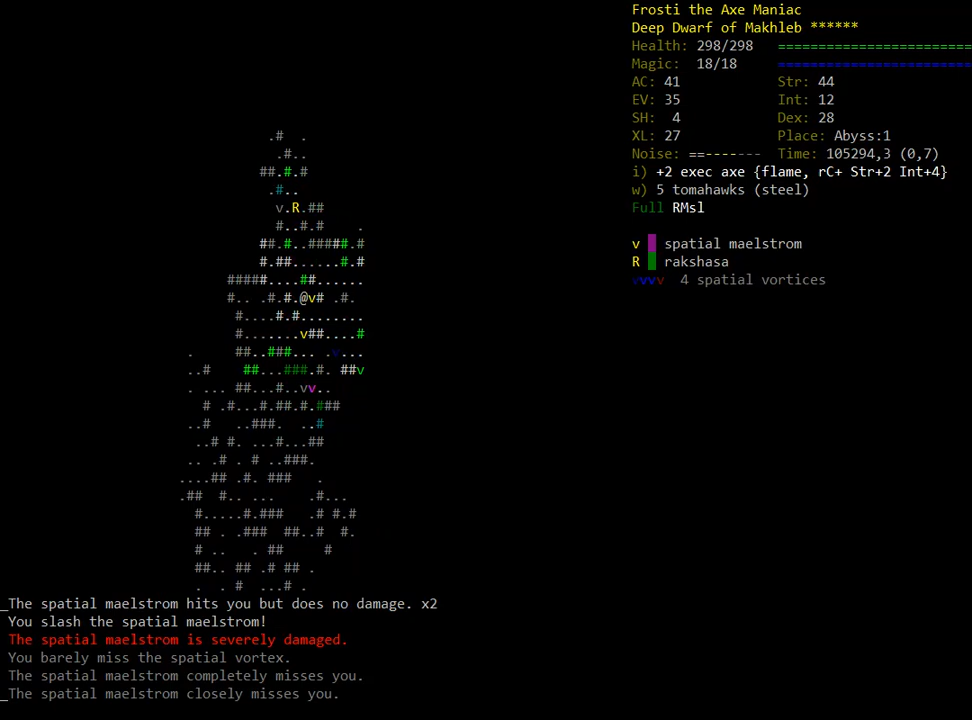 Frosti the Axe Maniac
Deep Dwarf of Makhleb ******
Health: 298/298 ========================
Magic: 18/18 ========================
AC: 41 Str: 44
EV: 35 Int: 12
SH: 4 Dex: 28
XL: 27 Place: Abyss:1
Noise: ==------- Time: 105294,3 (0,7)
i) +2 exec axe {flame, rC+ Str+2 Int+4}
w) 5 tomahawks (steel)
Full RMsl
v spatial maelstrom
R rakshasa
vvvv 4 spatial vortices
_The spatial maelstrom hits you but does no damage. x2
You slash the spatial maelstrom!
The spatial maelstrom is severely damaged.
You barely miss the spatial vortex.
The spatial maelstrom completely misses you.
_The spatial maelstrom closely misses you.